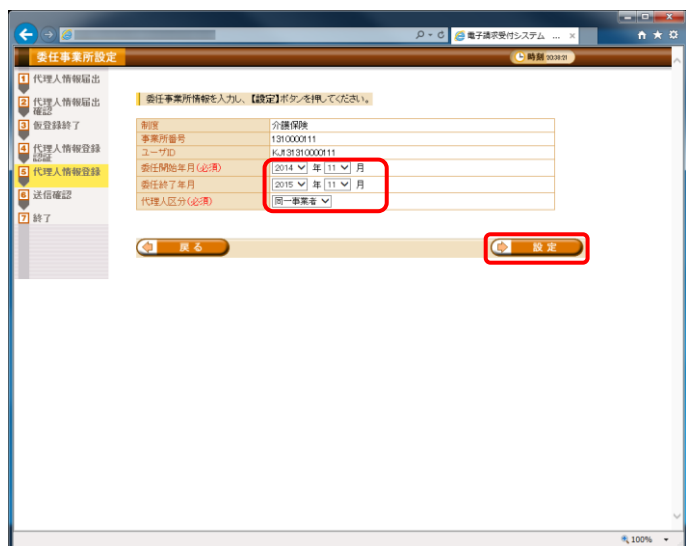 電子請求受付システム ...
委任事業所設定
時刻 20:38:21
1 代理人情報届出
2 代理人情報届出確認
3 仮登録終了
4 代理人情報登録認証
5 代理人情報登録
6 送信確認
7 終了
委任事業所情報を入力し、【設定】ボタンを押してください。
制度 介護保険
事業所番号 1310000111
ユーザID KJ131310000111
委任開始年月(必須) 2014 年 11 月
委任終了年月 2015 年 11 月
代理人区分(必須) 同一事業者
戻る 設定
100%